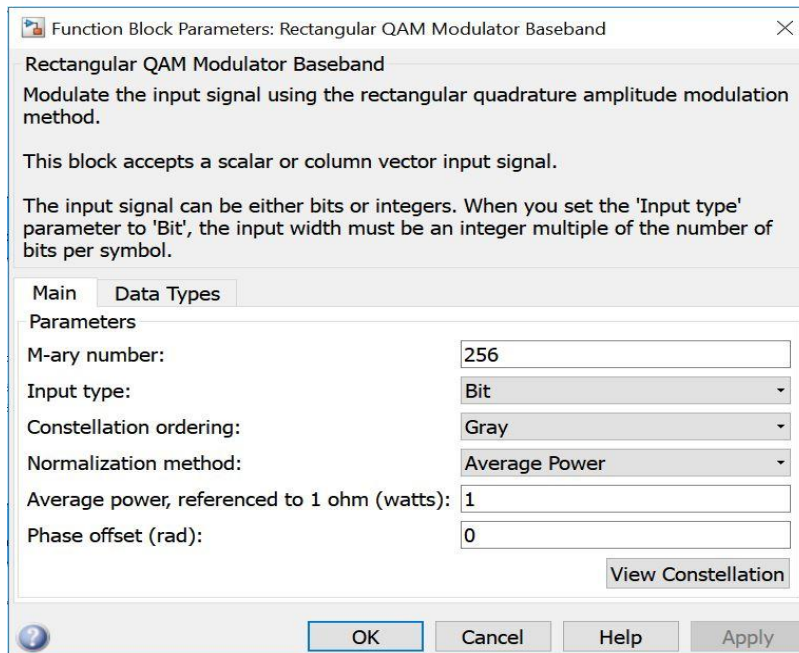 Function Block Parameters: Rectangular QAM Modulator Baseband
Rectangular QAM Modulator Baseband
Modulate the input signal using the rectangular quadrature amplitude modulation
method.
This block accepts a scalar or column vector input signal.
The input signal can be either bits or integers. When you set the 'Input type'
parameter to 'Bit', the input width must be an integer multiple of the number of
bits per symbol.
Main Data Types
Parameters
M-ary number: 256
Input type: Bit
Constellation ordering: Gray
Normalization method: Average Power
Average power, referenced to 1 ohm (watts): 1
Phase offset (rad): 0
View Constellation
? OK Cancel Help Apply